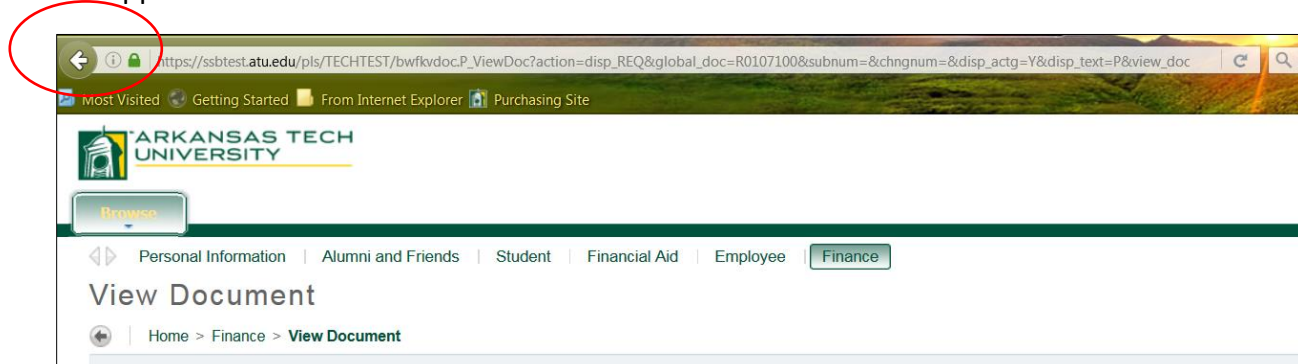 https://ssbtest.atu.edu/pls/TECHTEST/bwfkvdoc.P_ViewDoc?action=disp_REQ&global_doc=R0107100&subnum=&chngnum=&disp_actg=Y&disp_text=P&view_doc
Most Visited Getting Started From Internet Explorer Purchasing Site
ARKANSAS TECH
UNIVERSITY
Browse
Personal Information | Alumni and Friends | Student | Financial Aid | Employee | Finance
View Document
Home > Finance > View Document